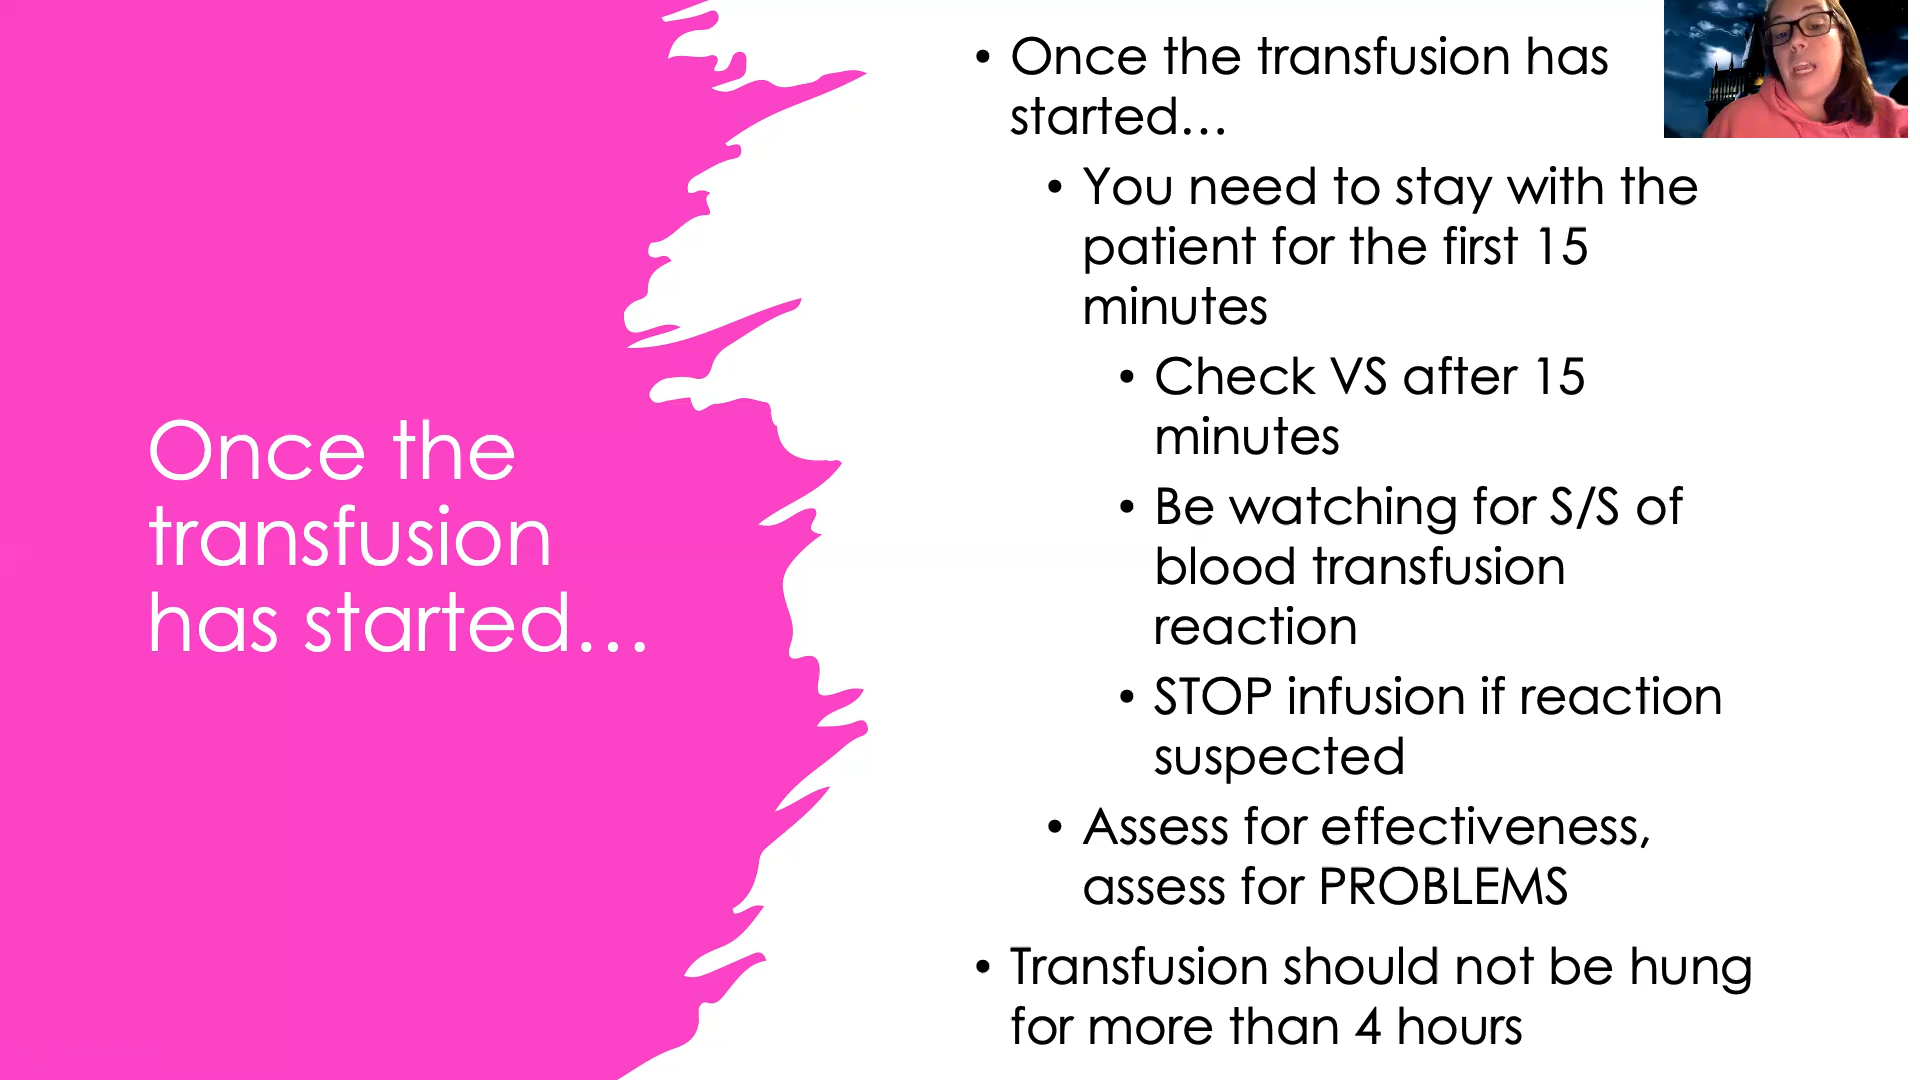 Once the
transfusion
has started…
• Once the transfusion has
started…
• You need to stay with the
patient for the first 15
minutes
• Check VS after 15
minutes
• Be watching for S/S of
blood transfusion
reaction
• STOP infusion if reaction
suspected
• Assess for effectiveness,
assess for PROBLEMS
• Transfusion should not be hung
for more than 4 hours